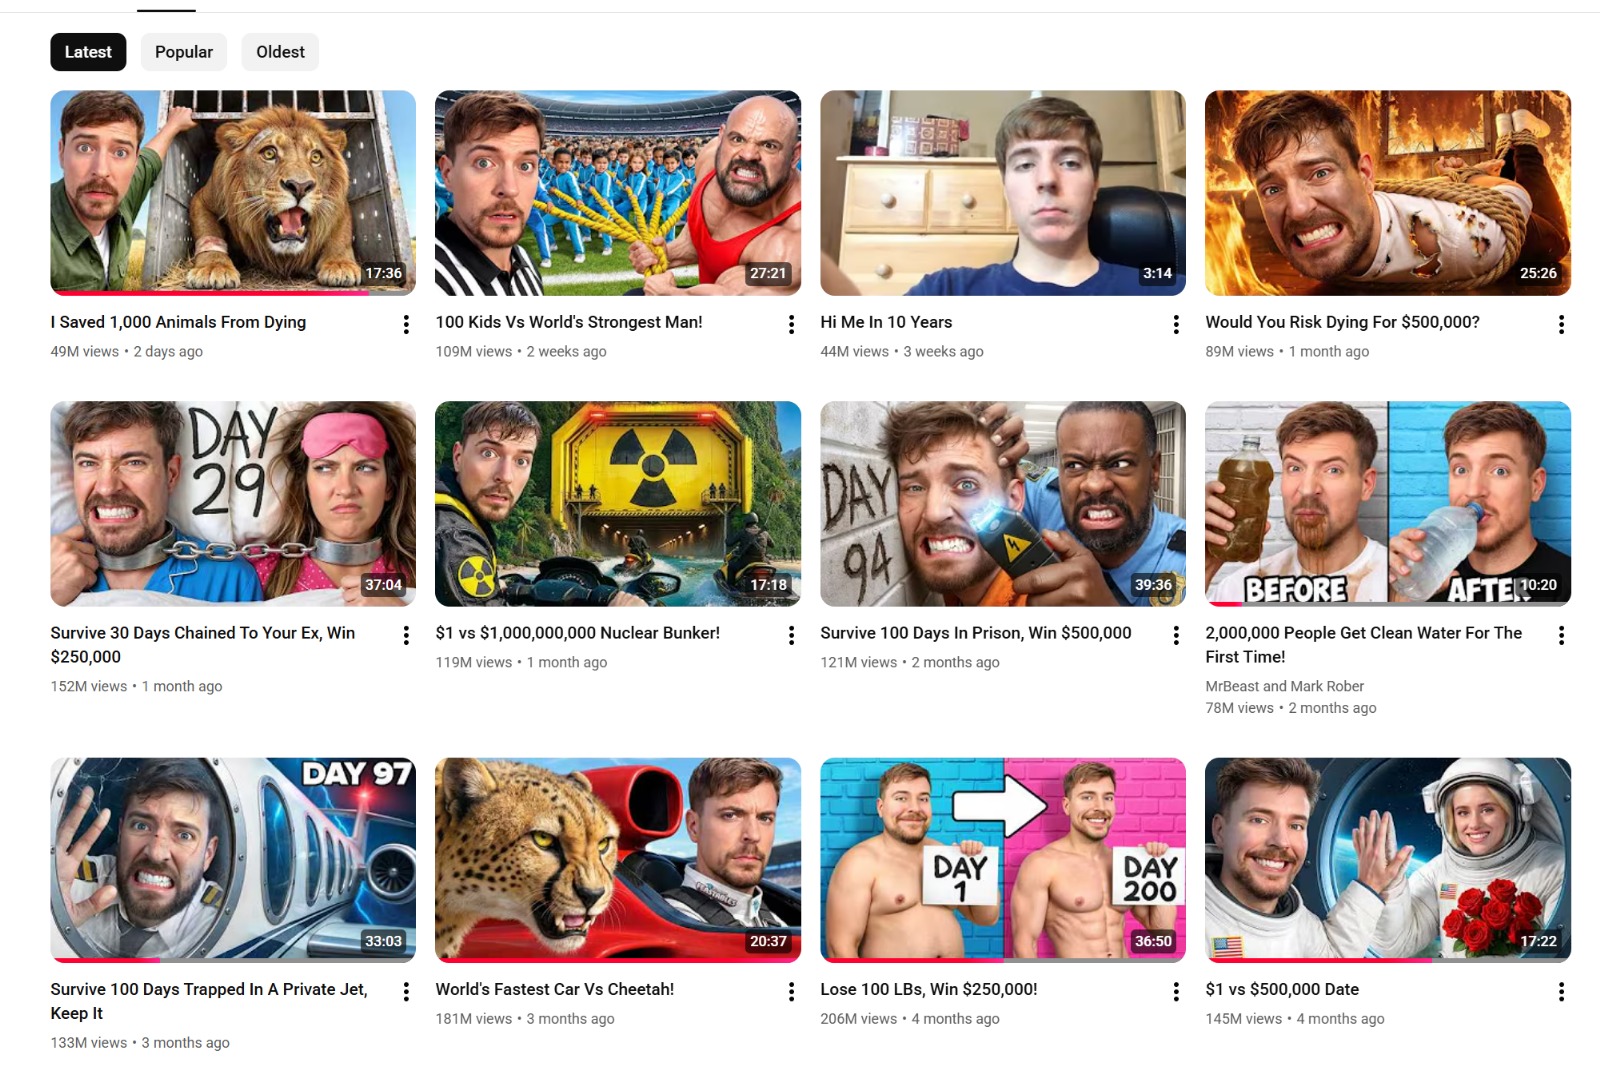 Latest
Popular
Oldest
17:36
27:21
3:14
25:26
I Saved 1,000 Animals From Dying
49M views • 2 days ago
100 Kids Vs World's Strongest Man!
109M views • 2 weeks ago
Hi Me In 10 Years
44M views • 3 weeks ago
Would You Risk Dying For $500,000?
89M views • 1 month ago
DAY
29
37:04
17:18
DAY
94
39:36
BEFORE
AFTER
10:20
Survive 30 Days Chained To Your Ex, Win
$250,000
152M views • 1 month ago
$1 vs $1,000,000,000 Nuclear Bunker!
119M views • 1 month ago
Survive 100 Days In Prison, Win $500,000
121M views • 2 months ago
2,000,000 People Get Clean Water For The
First Time!
MrBeast and Mark Rober
78M views • 2 months ago
DAY 97
33:03
20:37
DAY
1
DAY
200
36:50
17:22
Survive 100 Days Trapped In A Private Jet,
Keep It
133M views • 3 months ago
World's Fastest Car Vs Cheetah!
181M views • 3 months ago
Lose 100 LBs, Win $250,000!
206M views • 4 months ago
$1 vs $500,000 Date
145M views • 4 months ago